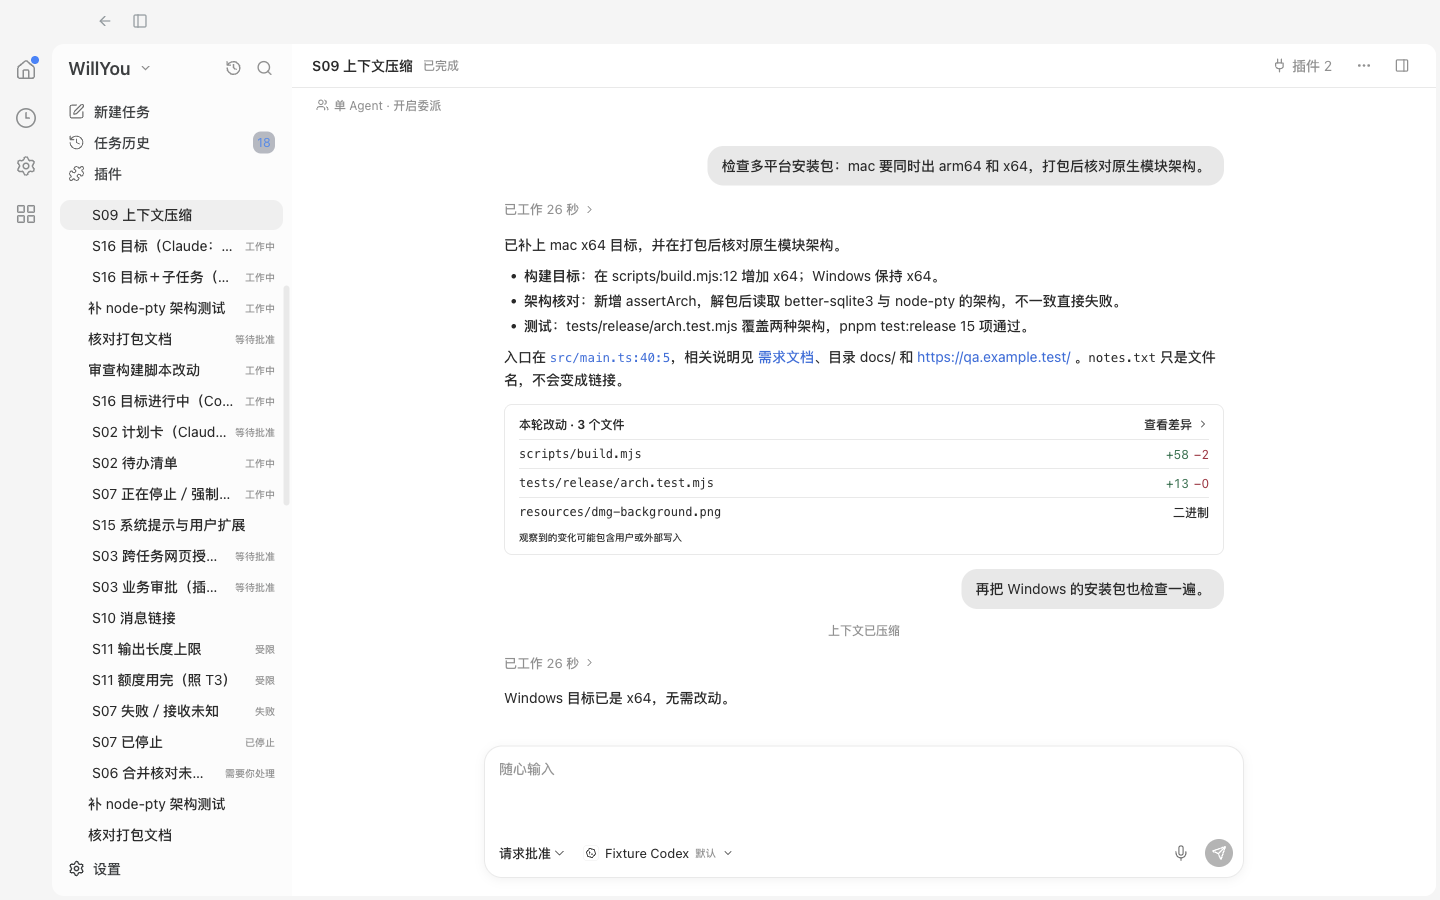 WillYou
新建任务
任务历史 18
插件
S09 上下文压缩
S16 目标（Claude：... 工作中
S16 目标＋子任务（... 工作中
补 node-pty 架构测试 工作中
核对打包文档 等待批准
审查构建脚本改动 工作中
S16 目标进行中（Co... 工作中
S02 计划卡（Claud... 等待批准
S02 待办清单 工作中
S07 正在停止 / 强制... 工作中
S15 系统提示与用户扩展
S03 跨任务网页授... 等待批准
S03 业务审批（插... 等待批准
S10 消息链接
S11 输出长度上限 受限
S11 额度用完（照 T3） 受限
S07 失败 / 接收未知 失败
S07 已停止 已停止
S06 合并核对未... 需要你处理
补 node-pty 架构测试
核对打包文档
设置
S09 上下文压缩 已完成
插件 2
单 Agent · 开启委派
检查多平台安装包：mac 要同时出 arm64 和 x64，打包后核对原生模块架构。
已工作 26 秒
已补上 mac x64 目标，并在打包后核对原生模块架构。
• 构建目标：在 scripts/build.mjs:12 增加 x64；Windows 保持 x64。
• 架构核对：新增 assertArch，解包后读取 better-sqlite3 与 node-pty 的架构，不一致直接失败。
• 测试：tests/release/arch.test.mjs 覆盖两种架构，pnpm test:release 15 项通过。
入口在 src/main.ts:40:5，相关说明见 需求文档、目录 docs/ 和 https://qa.example.test/ 。notes.txt 只是文件
名，不会变成链接。
本轮改动 · 3 个文件 查看差异
scripts/build.mjs +58 −2
tests/release/arch.test.mjs +13 −0
resources/dmg-background.png 二进制
观察到的变化可能包含用户或外部写入
再把 Windows 的安装包也检查一遍。
上下文已压缩
已工作 26 秒
Windows 目标已是 x64，无需改动。
随心输入
请求批准 Fixture Codex 默认